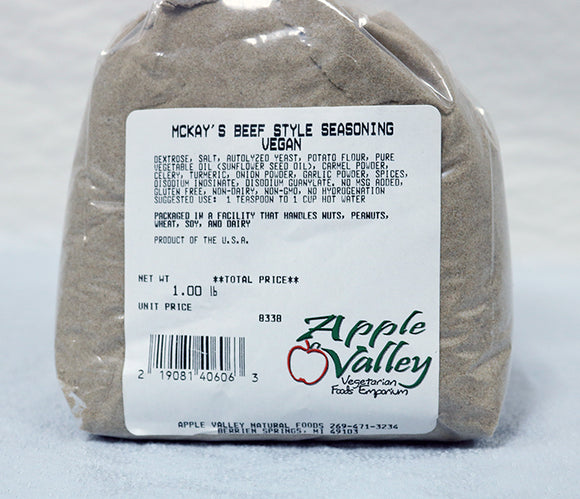 MCKAY'S BEEF STYLE SEASONING
VEGAN
DEXTROSE, SALT, AUTOLYZED YEAST, POTATO FLOUR, PURE
VEGETABLE OIL (SUNFLOWER SEED OIL), CARMEL POWDER,
CELERY, TURMERIC, ONION POWDER, GARLIC POWDER, SPICES,
DISODIUM INOSINATE, DISODIUM GUANYLATE, NO MSG ADDED,
GLUTEN FREE, NON-DAIRY, NON-GMO, NO HYDROGENATION
SUGGESTED USE: 1 TEASPOON TO 1 CUP HOT WATER
PACKAGED IN A FACILITY THAT HANDLES NUTS, PEANUTS,
WHEAT, SOY, AND DAIRY
PRODUCT OF THE U.S.A.
NET WT **TOTAL PRICE**
1.00 lb
UNIT PRICE
8338
2 19081 40606 3
Apple
Valley
Vegetarian
Foods Emporium
APPLE VALLEY NATURAL FOODS 269-471-3234
BERRIEN SPRINGS, MI 49103